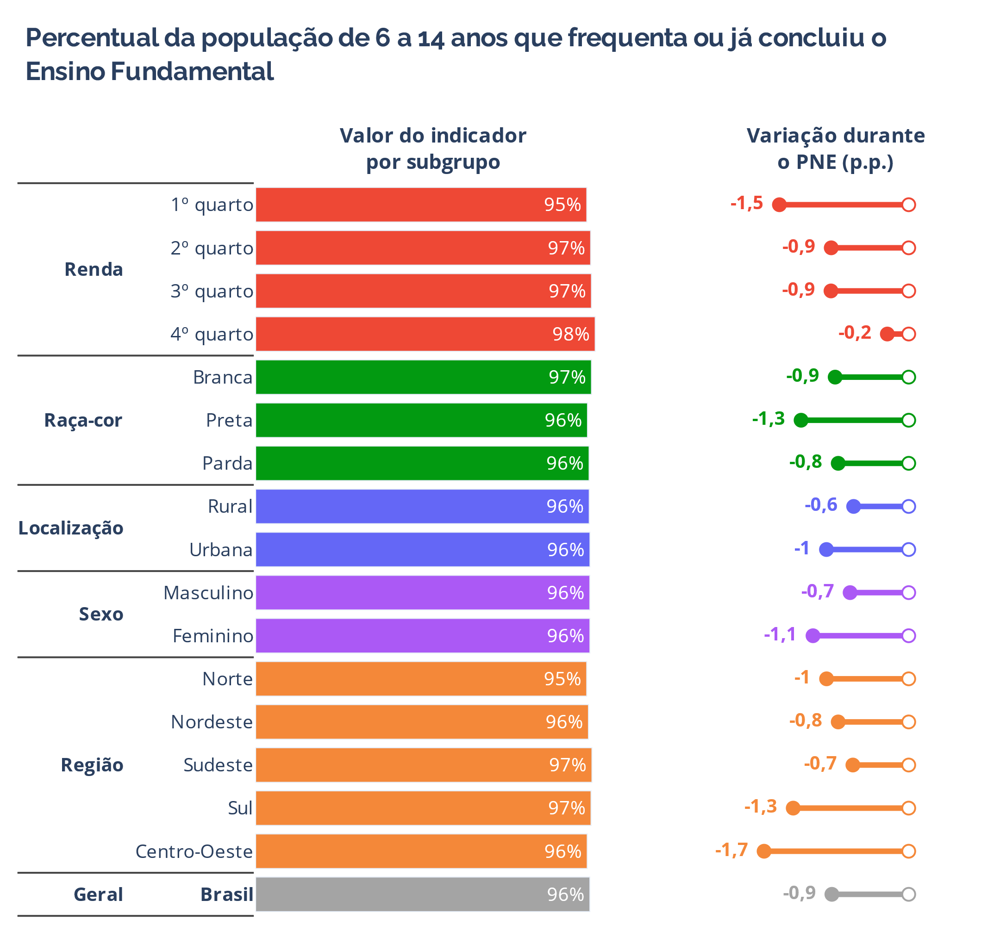 Percentual da população de 6 a 14 anos que frequenta ou já concluiu o
Ensino Fundamental
Valor do indicador
por subgrupo
Variação durante
o PNE (p.p.)
Renda
1º quarto 95% -1,5
2º quarto 97% -0,9
3º quarto 97% -0,9
4º quarto 98% -0,2
Raça-cor
Branca 97% -0,9
Preta 96% -1,3
Parda 96% -0,8
Localização
Rural 96% -0,6
Urbana 96% -1
Sexo
Masculino 96% -0,7
Feminino 96% -1,1
Região
Norte 95% -1
Nordeste 96% -0,8
Sudeste 97% -0,7
Sul 97% -1,3
Centro-Oeste 96% -1,7
Geral Brasil 96% -0,9